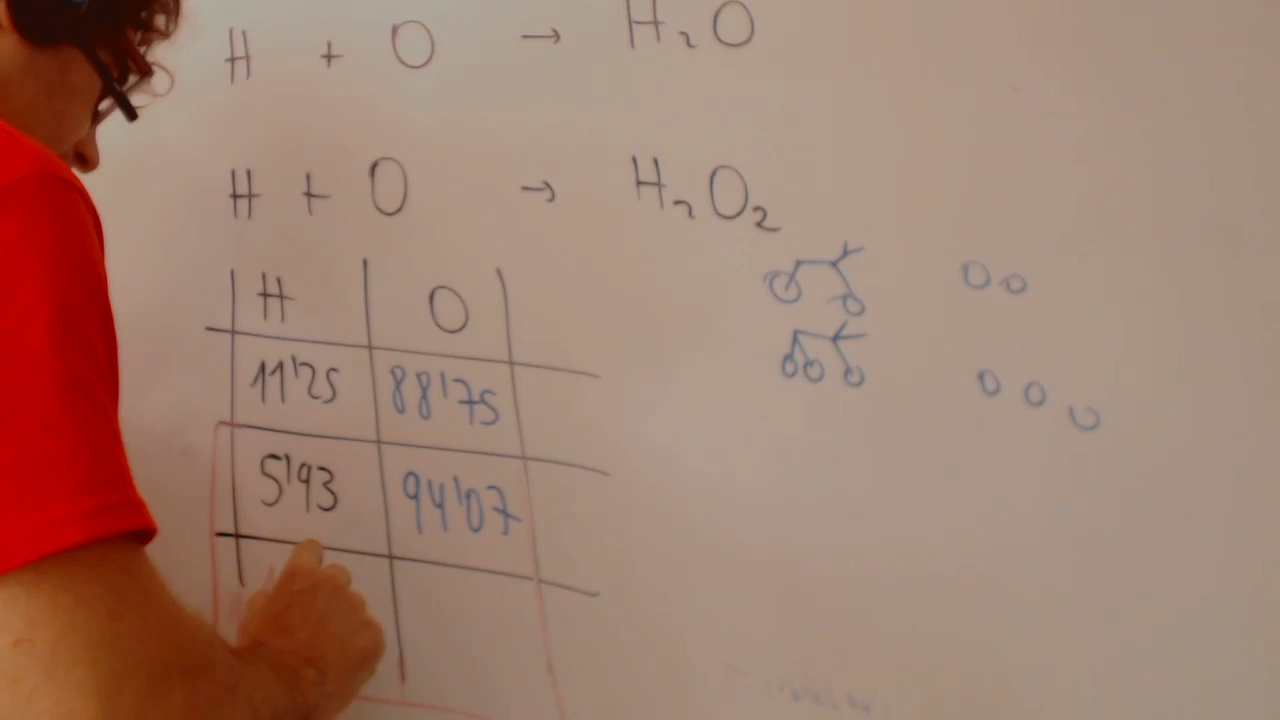 H + O → H₂O
H + O → H₂O₂
H O
11'25 88'75
5'93 94'07